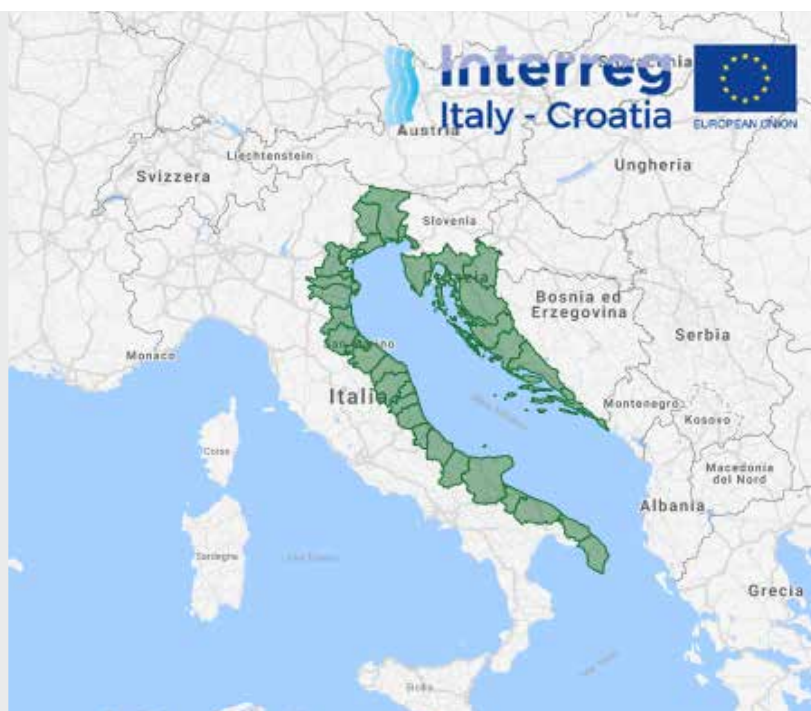 Interreg
Italy - Croatia
EUROPEAN UNION
Austria
Liechtenstein
Svizzera
Ungheria
Slovenia
Bosnia ed
Erzegovina
Serbia
Monaco
Italia
Montenegro
Kosovo
Macedonia
del Nord
Albania
Corse
Sardegna
Grecia
Sicilia